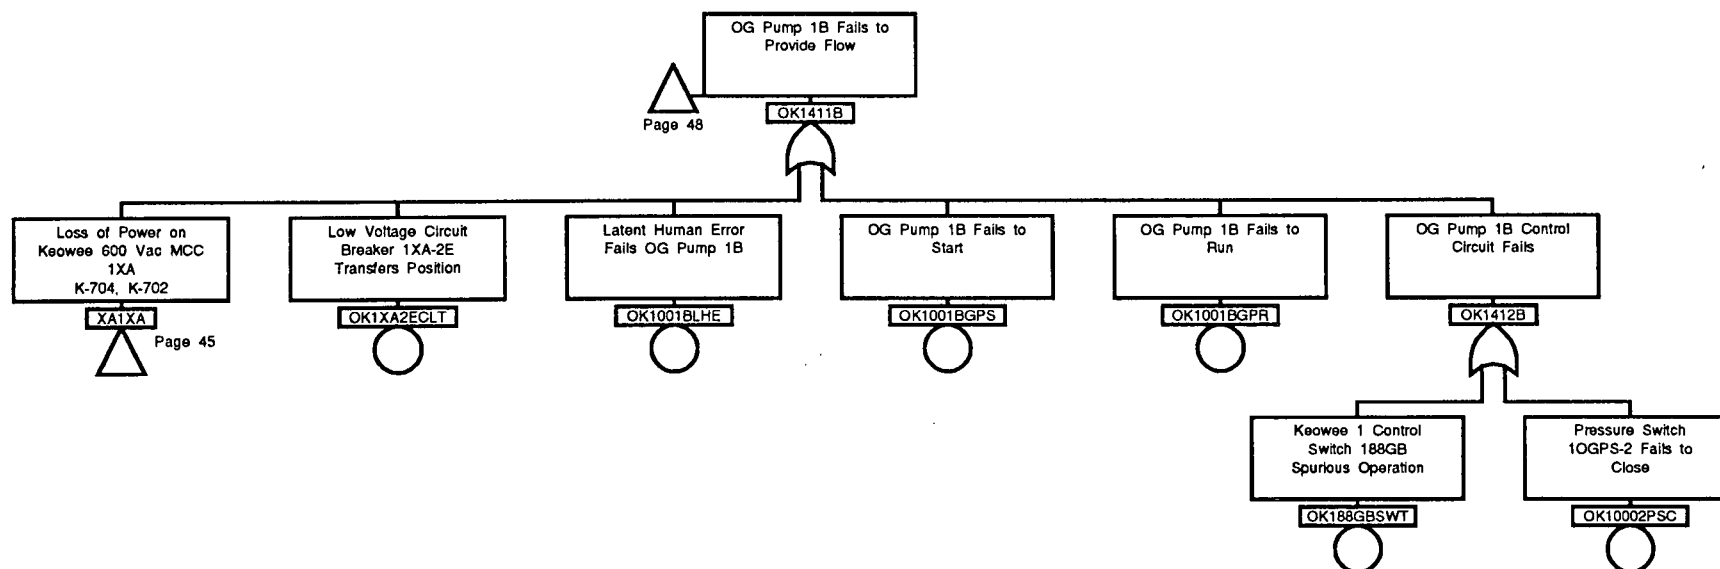 OG Pump 1B Fails to
Provide Flow
Page 48
OK1411B
Loss of Power on
Keowee 600 Vac MCC
1XA
K-704, K-702
XA1XA
Page 45
Low Voltage Circuit
Breaker 1XA-2E
Transfers Position
OK1XA2ECLT
Latent Human Error
Fails OG Pump 1B
OK1001BLHE
OG Pump 1B Fails to
Start
OK1001BGPS
OG Pump 1B Fails to
Run
OK1001BGPR
OG Pump 1B Control
Circuit Fails
OK1412B
Keowee 1 Control
Switch 188GB
Spurious Operation
OK188GBSWT
Pressure Switch
1OGPS-2 Fails to
Close
OK10002PSC